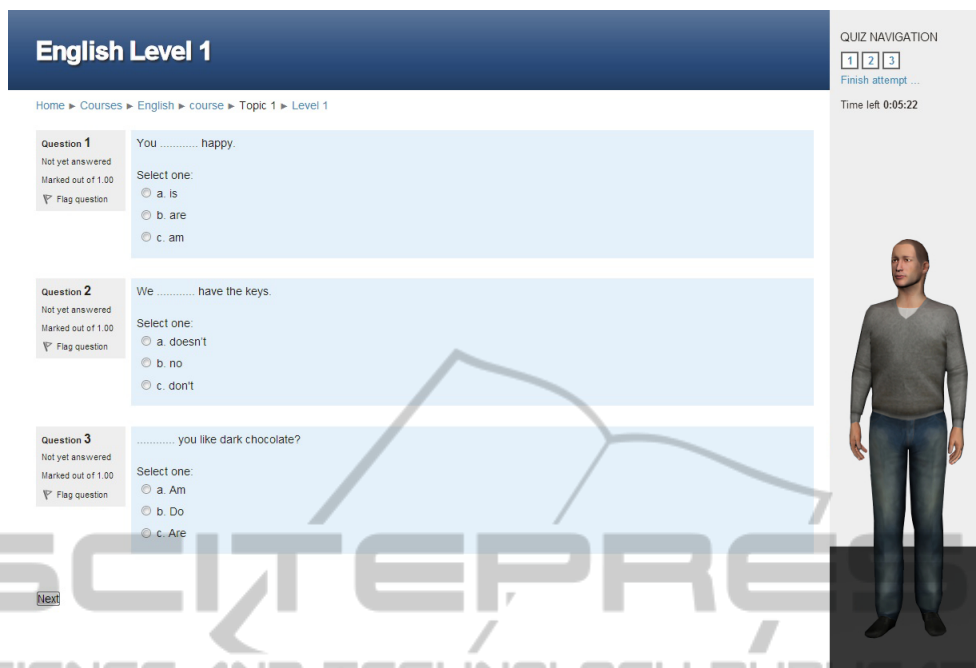 English Level 1
Home ► Courses ► English ► course ► Topic 1 ► Level 1
Question 1
Not yet answered
Marked out of 1.00
Flag question
You ............ happy.
Select one:
a. is
b. are
c. am
Question 2
Not yet answered
Marked out of 1.00
Flag question
We ............ have the keys.
Select one:
a. doesn't
b. no
c. don't
Question 3
Not yet answered
Marked out of 1.00
Flag question
............ you like dark chocolate?
Select one:
a. Am
b. Do
c. Are
Next
QUIZ NAVIGATION
1 2 3
Finish attempt ...
Time left 0:05:22
SCITEPRESS